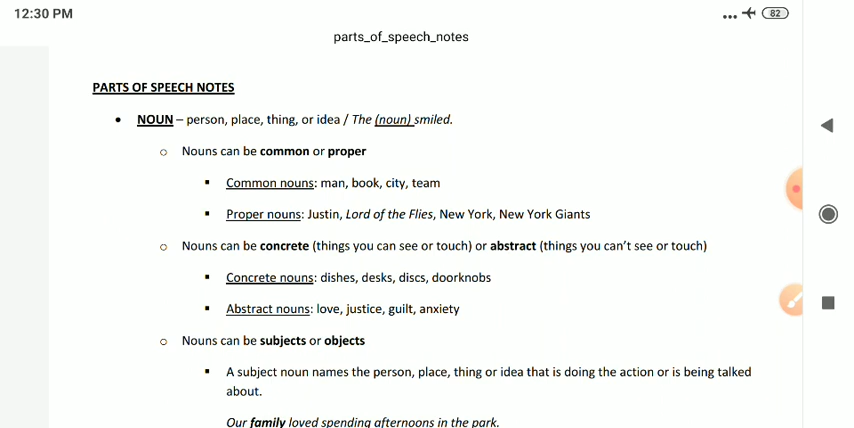 12:30 PM
82
parts_of_speech_notes
PARTS OF SPEECH NOTES
• NOUN – person, place, thing, or idea / The (noun) smiled.
o Nouns can be common or proper
▪ Common nouns: man, book, city, team
▪ Proper nouns: Justin, Lord of the Flies, New York, New York Giants
o Nouns can be concrete (things you can see or touch) or abstract (things you can't see or touch)
▪ Concrete nouns: dishes, desks, discs, doorknobs
▪ Abstract nouns: love, justice, guilt, anxiety
o Nouns can be subjects or objects
▪ A subject noun names the person, place, thing or idea that is doing the action or is being talked
about.
Our family loved spending afternoons in the park.